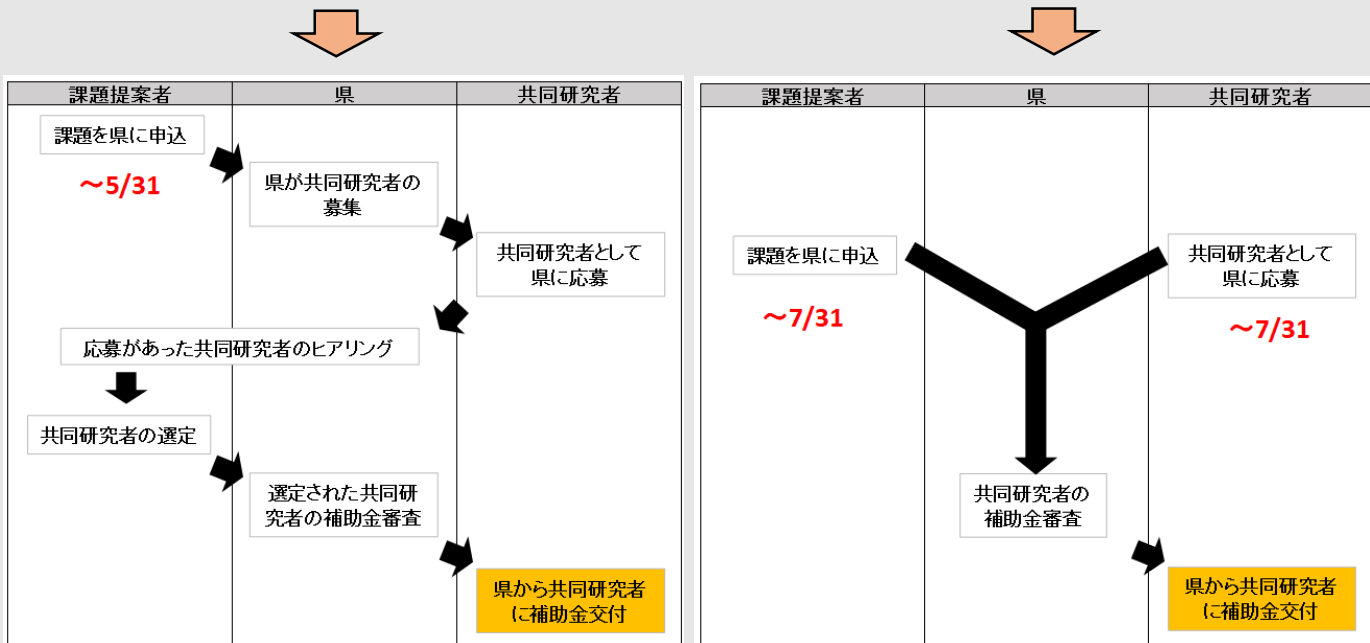 課題提案者
県
共同研究者
課題を県に申込
～5/31
県が共同研究者の
募集
共同研究者として
県に応募
応募があった共同研究者のヒアリング
共同研究者の選定
選定された共同研
究者の補助金審査
県から共同研究者
に補助金交付
課題提案者
県
共同研究者
課題を県に申込
～7/31
共同研究者として
県に応募
～7/31
共同研究者の
補助金審査
県から共同研究者
に補助金交付